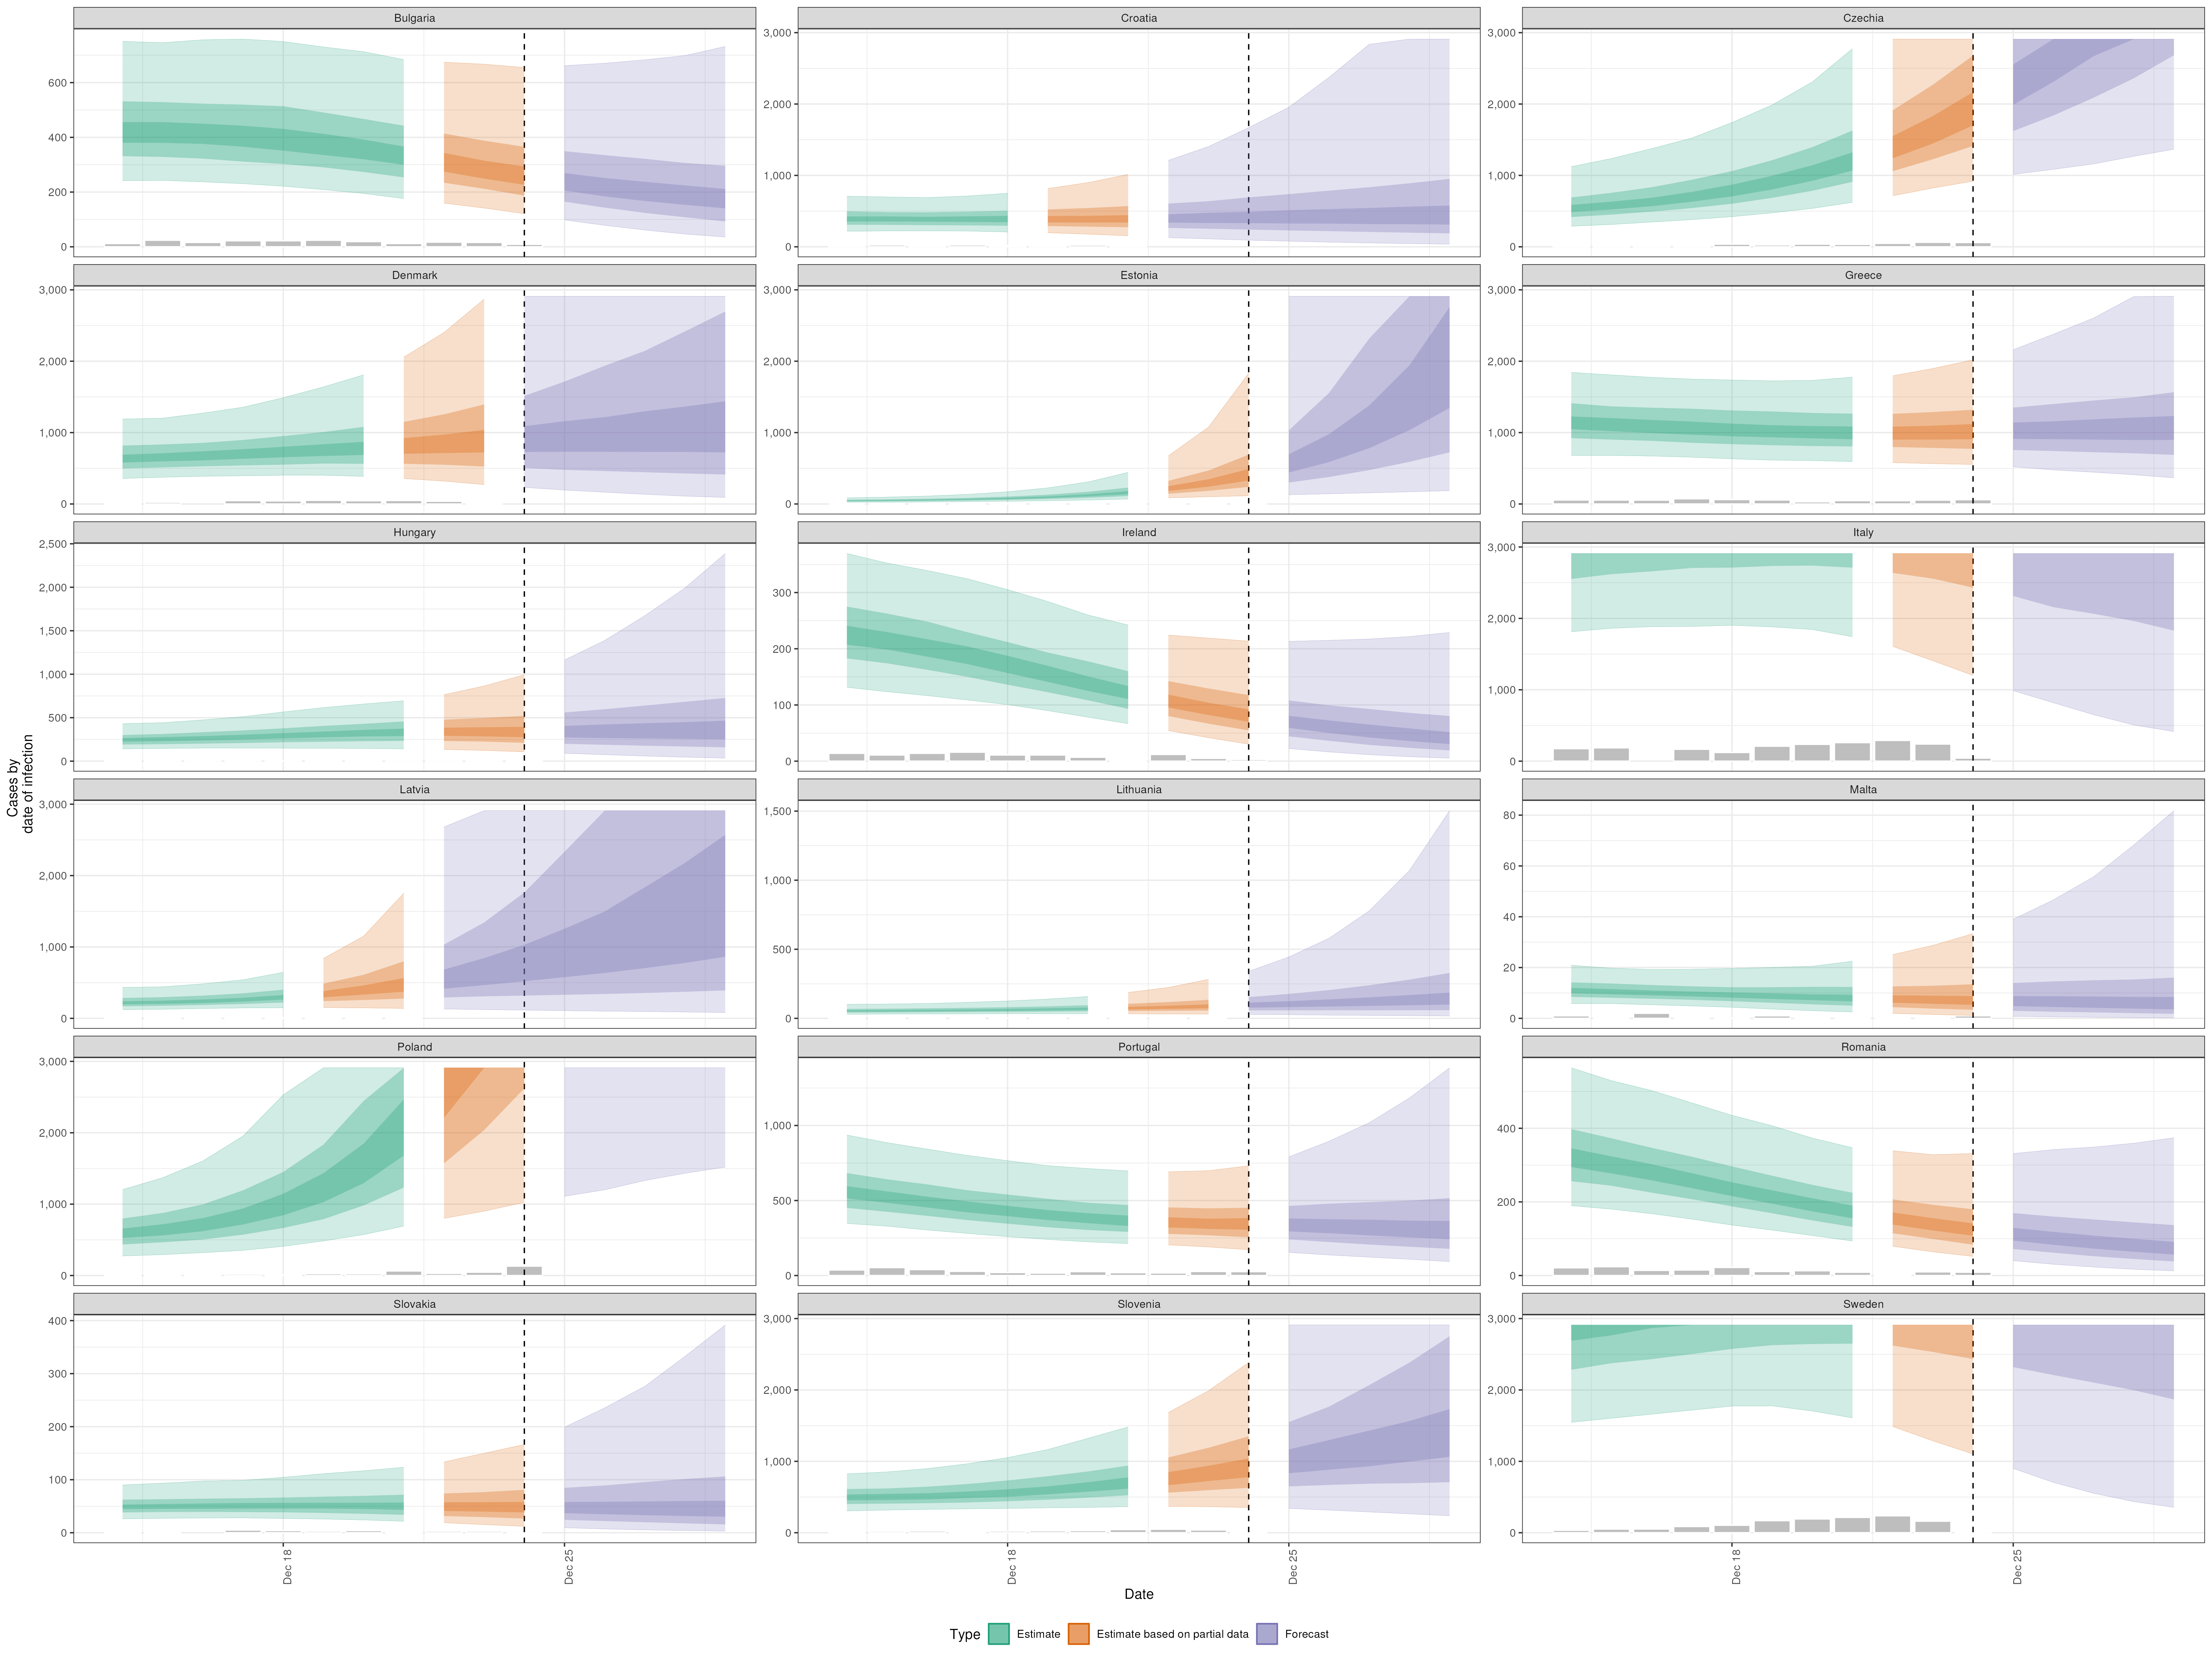 Bulgaria
Croatia
Czechia
600
400
200
0
3,000
2,000
1,000
0
3,000
2,000
1,000
0
Denmark
Estonia
Greece
3,000
2,000
1,000
0
3,000
2,000
1,000
0
3,000
2,000
1,000
0
Hungary
Ireland
Italy
2,500
2,000
1,500
1,000
500
0
300
200
100
0
3,000
2,000
1,000
0
Cases by
date of infection
Latvia
Lithuania
Malta
3,000
2,000
1,000
0
1,500
1,000
500
0
80
60
40
20
0
Poland
Portugal
Romania
3,000
2,000
1,000
0
1,000
500
0
400
200
0
Slovakia
Slovenia
Sweden
400
300
200
100
0
3,000
2,000
1,000
0
3,000
2,000
1,000
0
Dec 18
Dec 25
Dec 18
Dec 25
Dec 18
Dec 25
Date
Type Estimate Estimate based on partial data Forecast